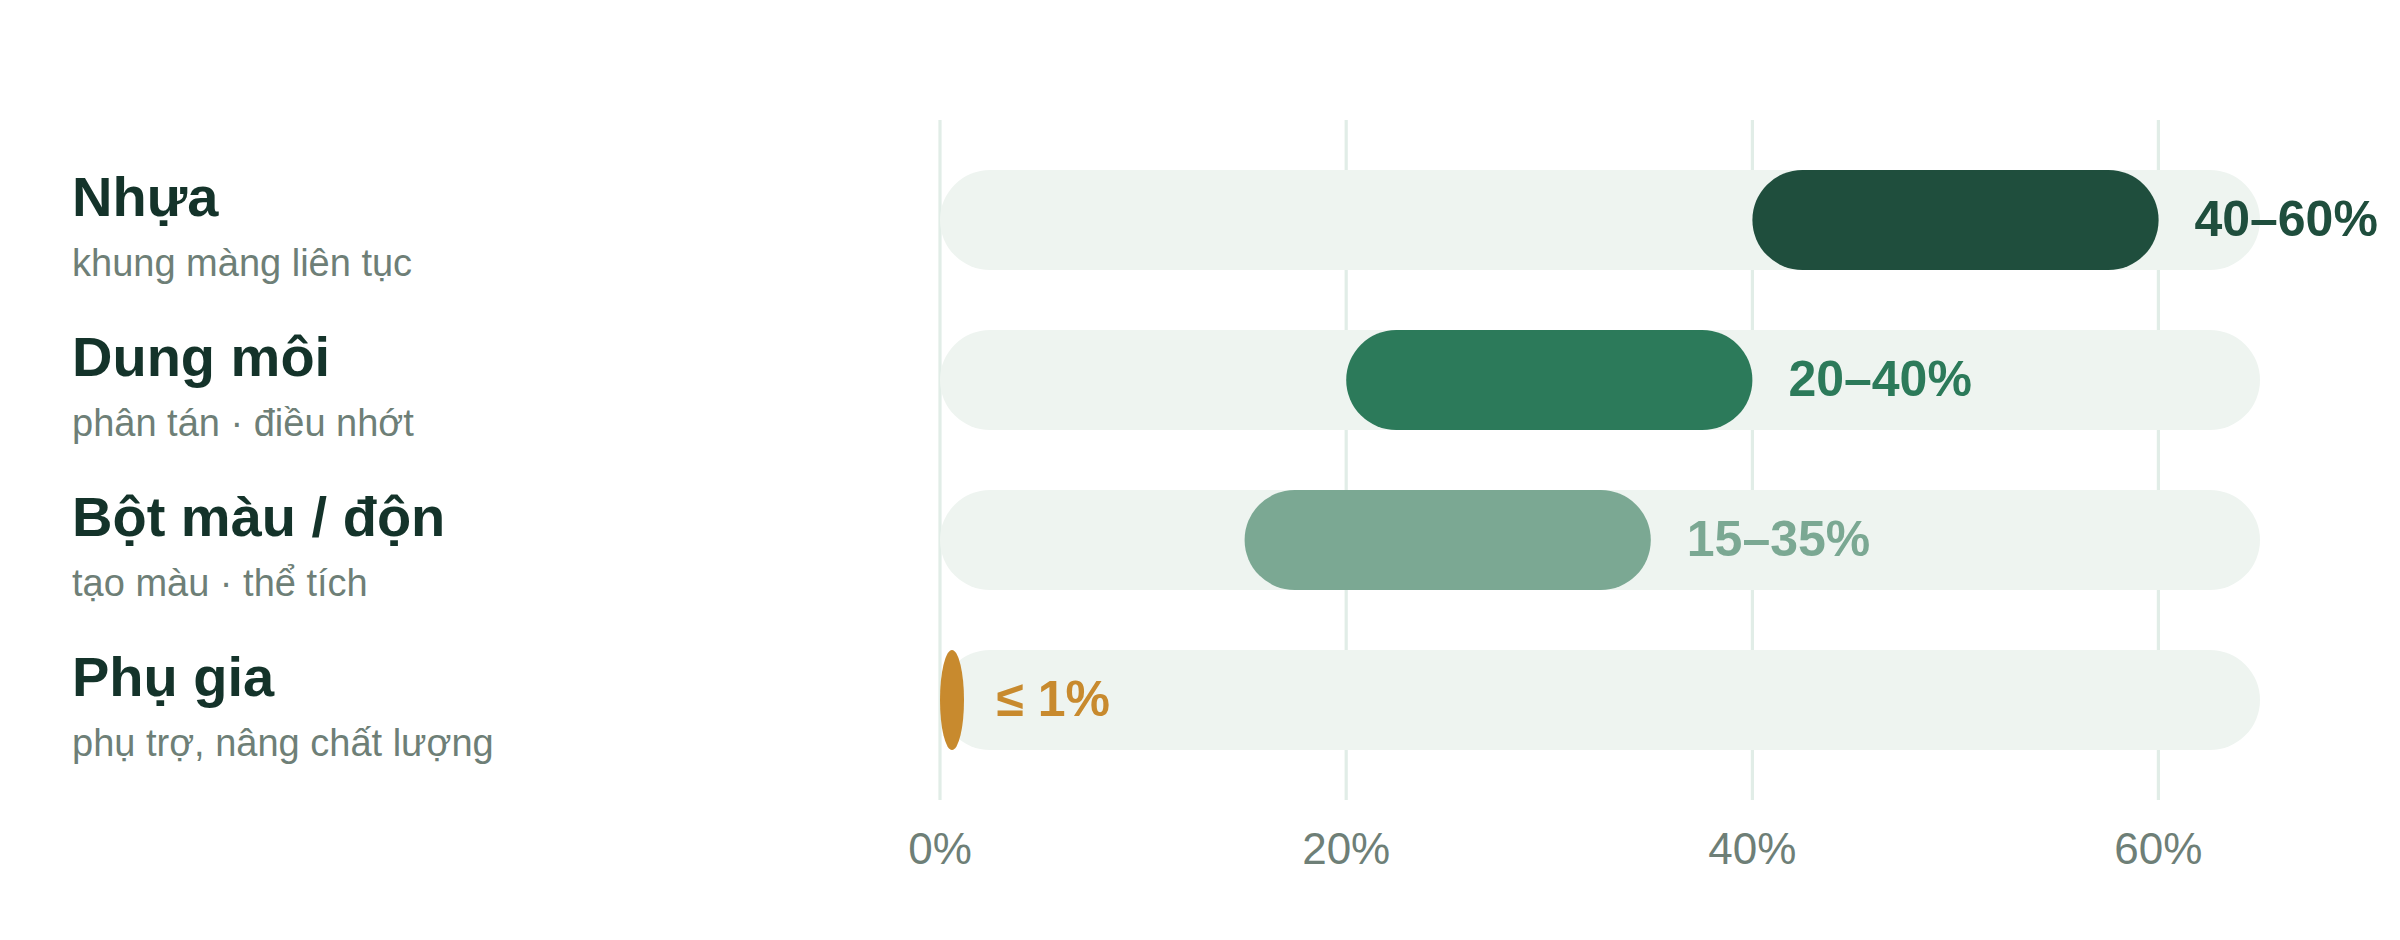 Nhựa
40–60%
khung màng liên tục
Dung môi
20–40%
phân tán · điều nhớt
Bột màu / độn
15–35%
tạo màu · thể tích
Phụ gia
≤ 1%
phụ trợ, nâng chất lượng
0% 20% 40% 60%